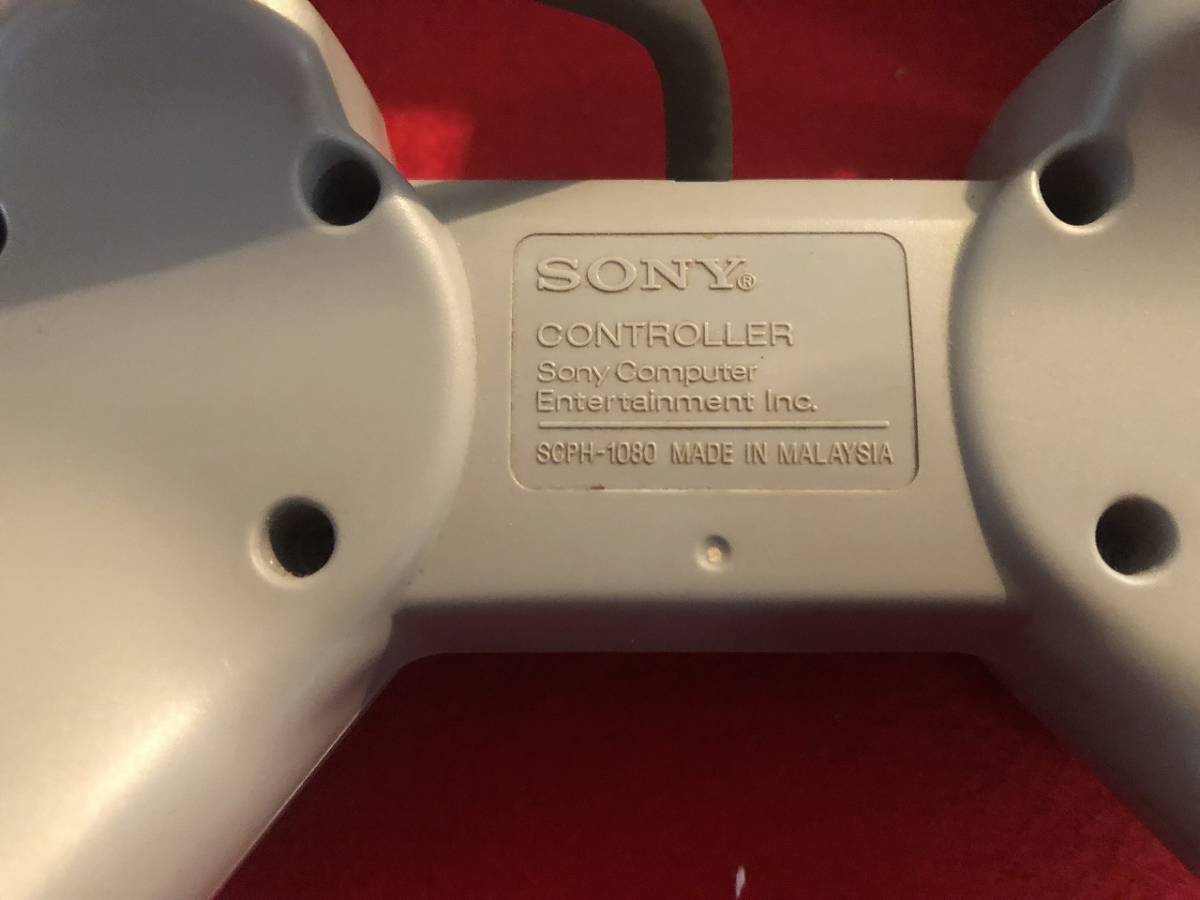 SONY®
CONTROLLER
Sony Computer
Entertainment Inc.
SCPH-1080 MADE IN MALAYSIA